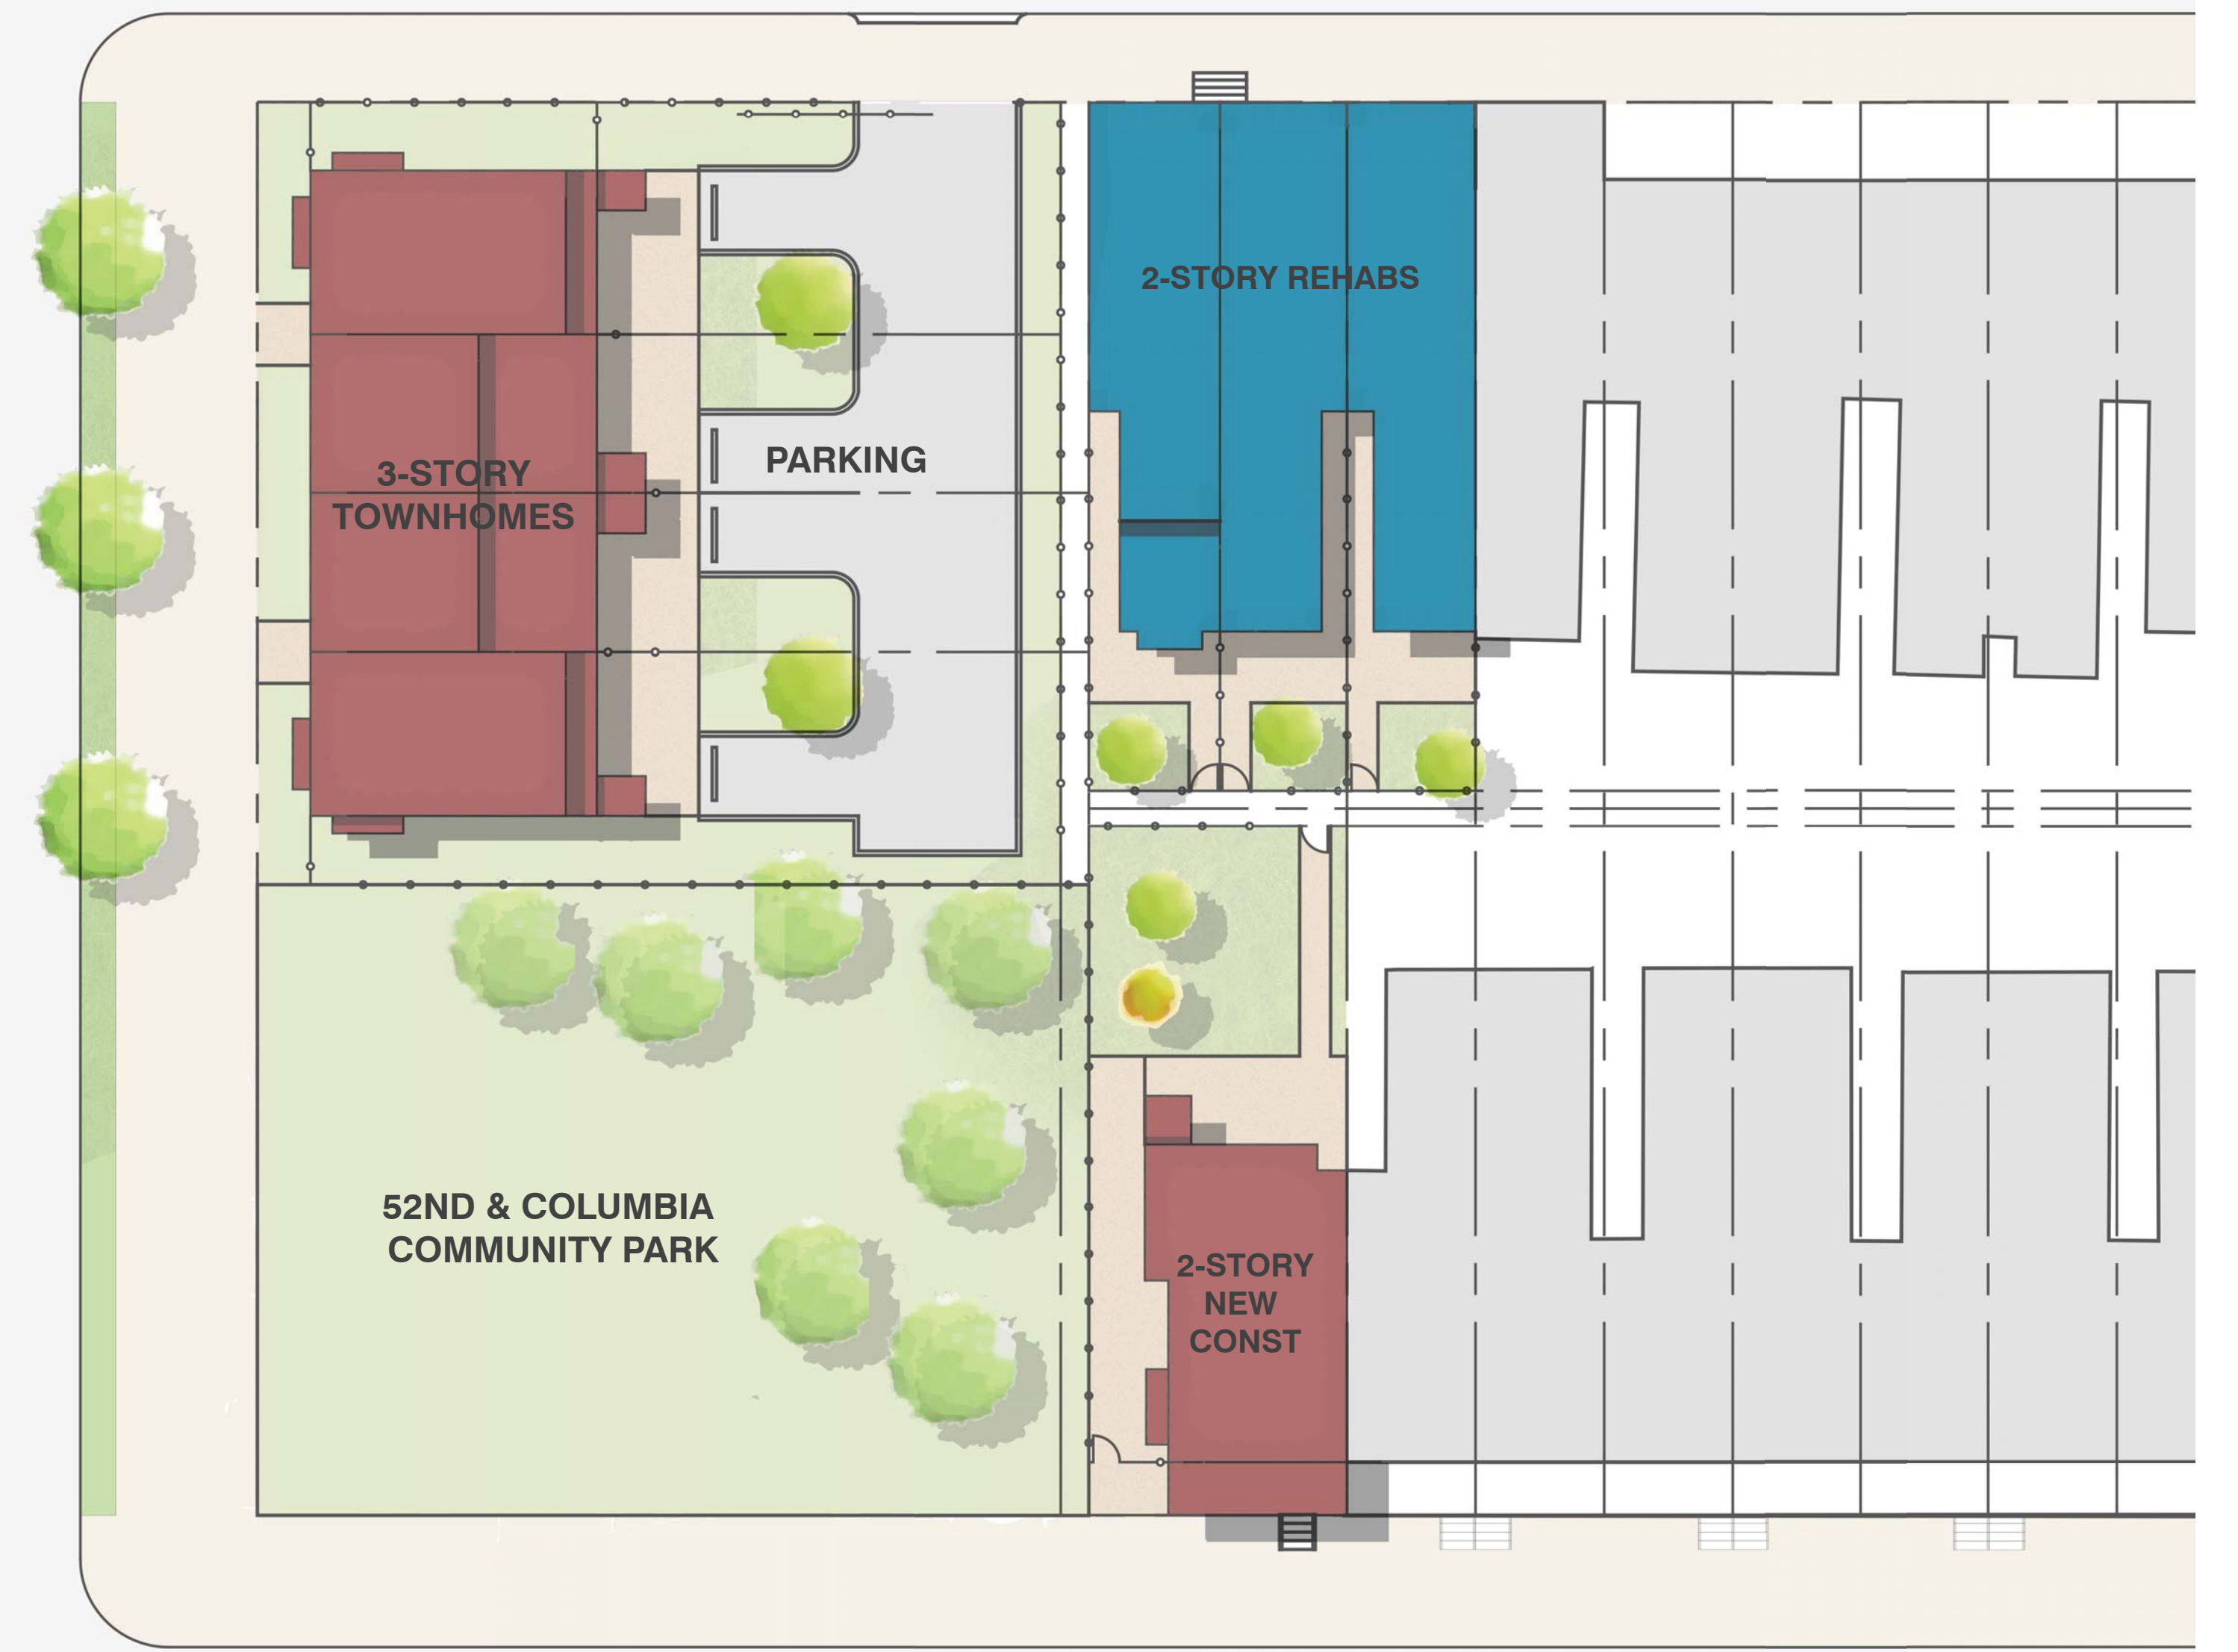 2-STORY REHABS
PARKING
3-STORY
TOWNHOMES
52ND & COLUMBIA
COMMUNITY PARK
2-STORY
NEW
CONST